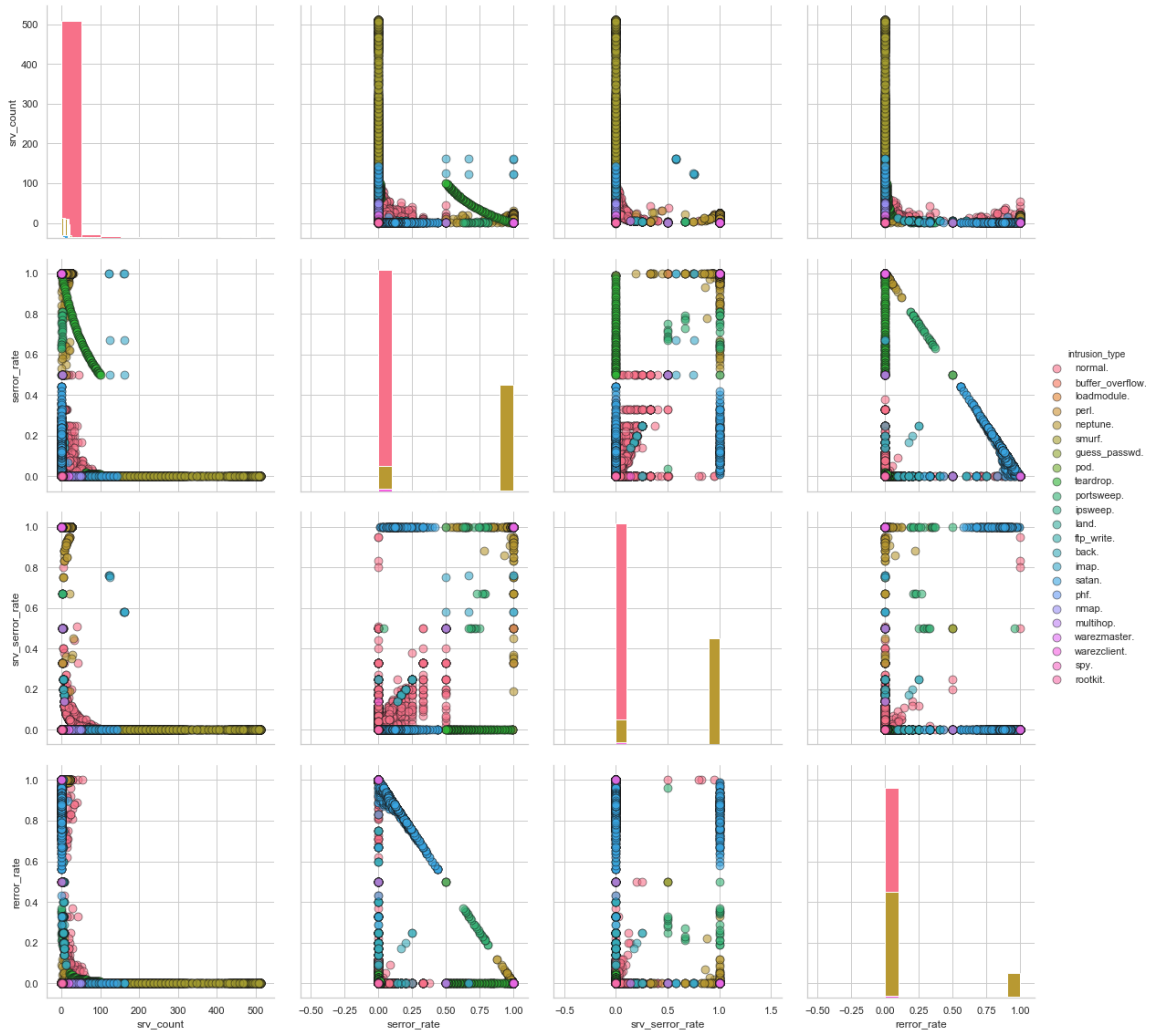 500
400
300
200
100
0
srv_count
1.0
0.8
0.6
0.4
0.2
0.0
serror_rate
1.0
0.8
0.6
0.4
0.2
0.0
srv_serror_rate
1.0
0.8
0.6
0.4
0.2
0.0
rerror_rate
0 100 200 300 400 500
srv_count
−0.50 −0.25 0.00 0.25 0.50 0.75 1.00
serror_rate
−0.5 0.0 0.5 1.0 1.5
srv_serror_rate
−0.50 −0.25 0.00 0.25 0.50 0.75 1.00
rerror_rate
intrusion_type
normal.
buffer_overflow.
loadmodule.
perl.
neptune.
smurf.
guess_passwd.
pod.
teardrop.
portsweep.
ipsweep.
land.
ftp_write.
back.
imap.
satan.
phf.
nmap.
multihop.
warezmaster.
warezclient.
spy.
rootkit.